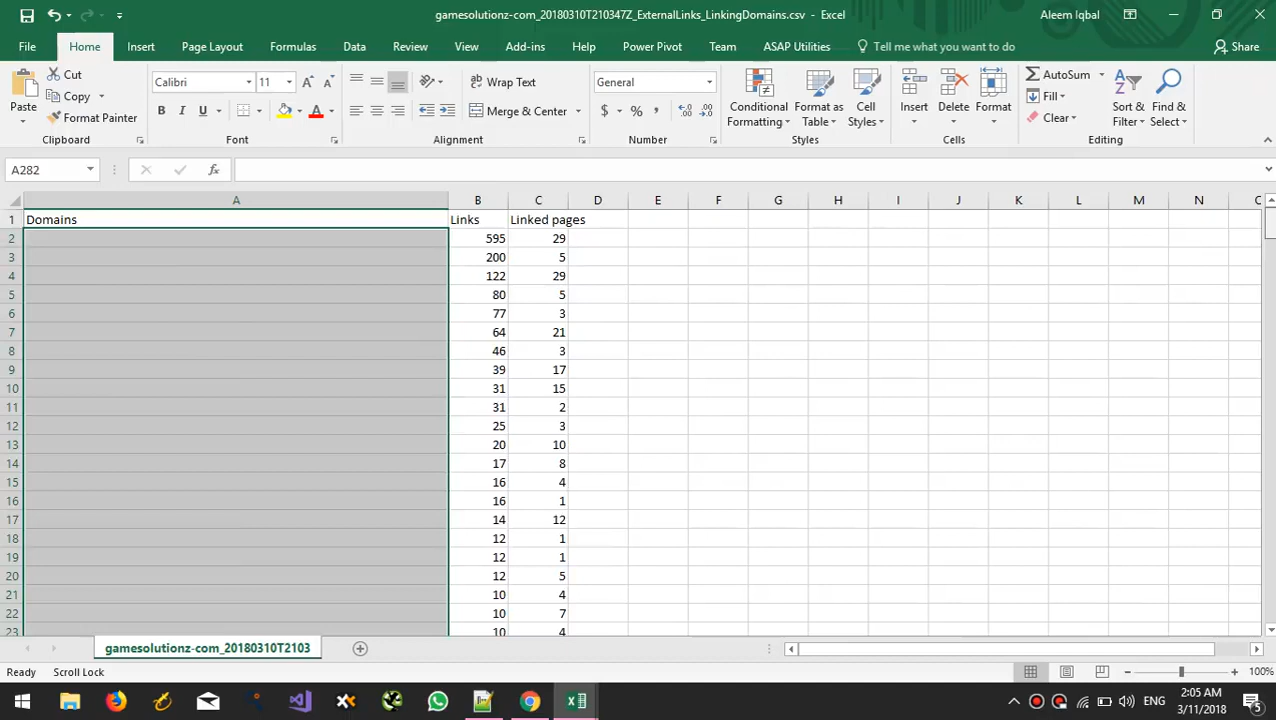 gamesolutionz-com_20180310T210347Z_ExternalLinks_LinkingDomains.csv - Excel
Aleem Iqbal
File Home Insert Page Layout Formulas Data Review View Add-ins Help Power Pivot Team ASAP Utilities Tell me what you want to do Share
Paste
Cut
Copy
Format Painter
Clipboard
Calibri 11
B I U A
Font
Wrap Text
Merge & Center
Alignment
General
$ % ,
Number
Conditional Formatting
Format as Table
Cell Styles
Styles
Insert Delete Format
Cells
AutoSum
Fill
Clear
Sort & Filter
Find & Select
Editing
A282 fx
A B C D E F G H I J K L M N O
1 Domains Links Linked pages
2 595 29
3 200 5
4 122 29
5 80 5
6 77 3
7 64 21
8 46 3
9 39 17
10 31 15
11 31 2
12 25 3
13 20 10
14 17 8
15 16 4
16 16 1
17 14 12
18 12 1
19 12 1
20 12 5
21 10 4
22 10 7
23 10 4
gamesolutionz-com_20180310T2103
Ready Scroll Lock 100%
ENG
2:05 AM
3/11/2018
5